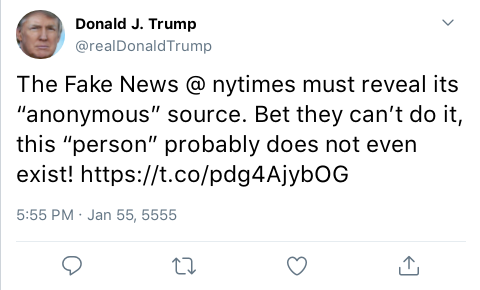 Donald J. Trump
@realDonaldTrump
The Fake News @ nytimes must reveal its
“anonymous” source. Bet they can’t do it,
this “person” probably does not even
exist! https://t.co/pdg4AjybOG
5:55 PM · Jan 55, 5555